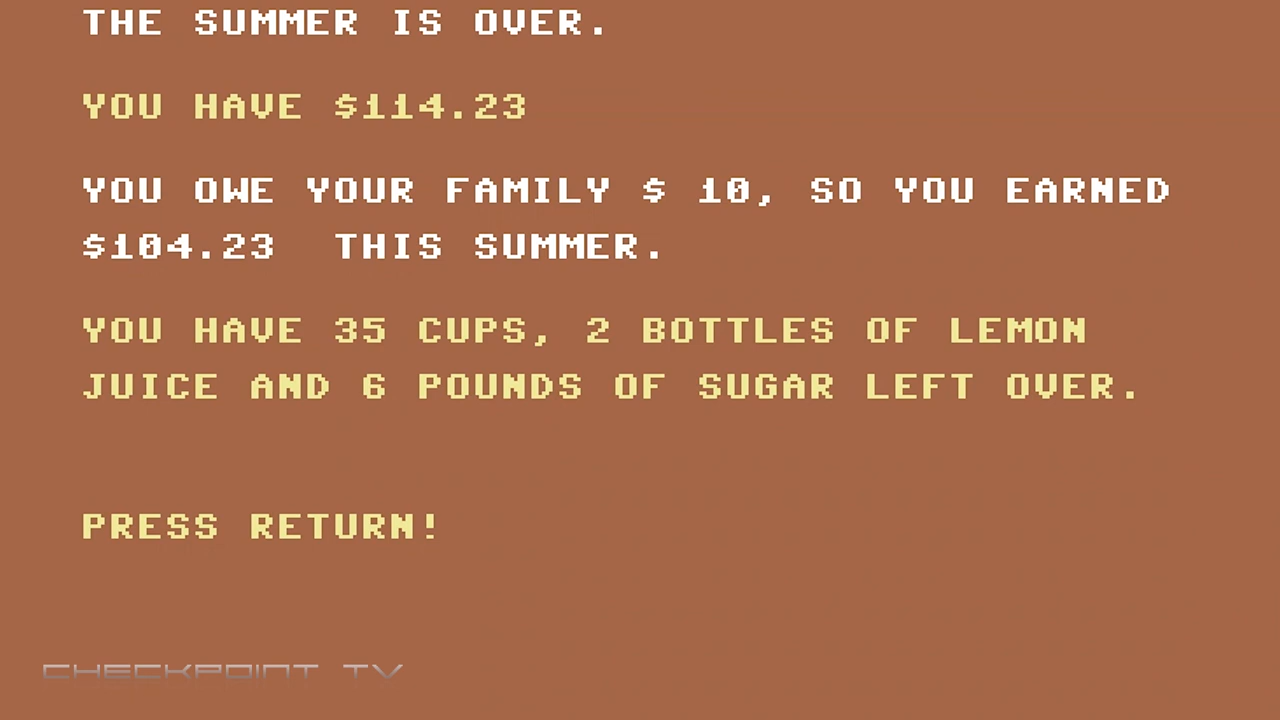 THE SUMMER IS OVER.
YOU HAVE $114.23
YOU OWE YOUR FAMILY $ 10, SO YOU EARNED
$104.23  THIS SUMMER.
YOU HAVE 35 CUPS, 2 BOTTLES OF LEMON
JUICE AND 6 POUNDS OF SUGAR LEFT OVER.
PRESS RETURN!
CHECKPOINT TV